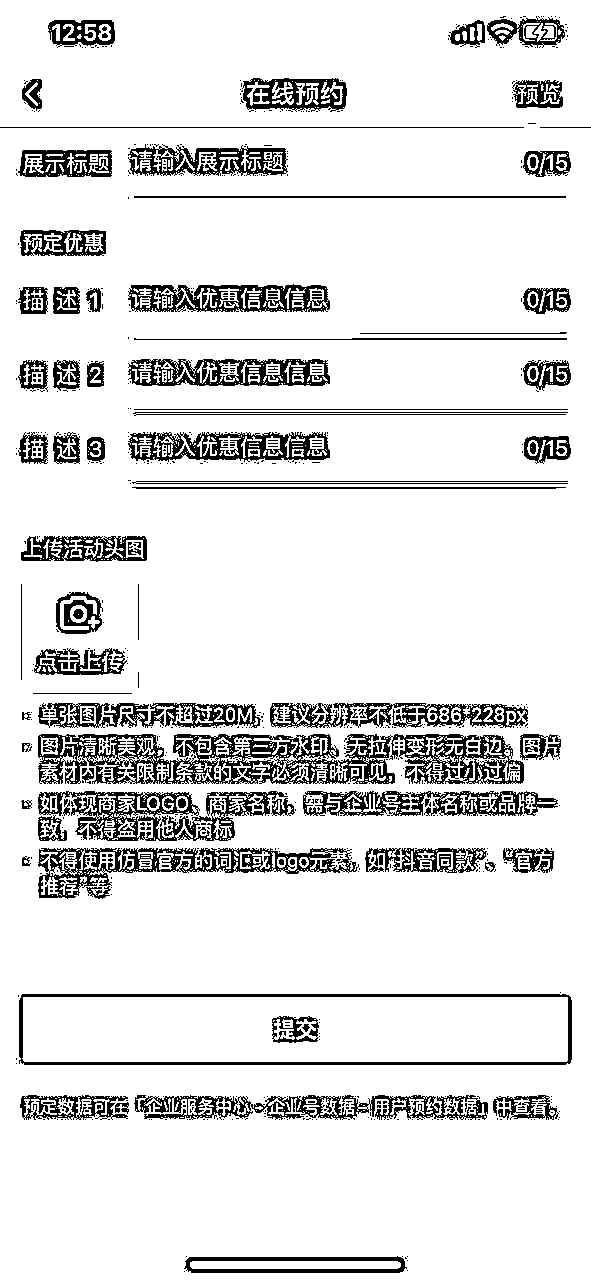 12:58
在线预约
预览
展示标题 请输入展示标题 0/15
预定优惠
描述1 请输入优惠信息信息 0/15
描述2 请输入优惠信息信息 0/15
描述3 请输入优惠信息信息 0/15
上传活动头图
点击上传
单张图片尺寸不超过20M，建议分辨率不低于686*228px
图片清晰美观，不包含第三方水印、无拉伸变形无白边，图片
素材内有关限制条款的文字必须清晰可见，不得过小过偏
如体现商家LOGO、商家名称，需与企业号主体名称或品牌一
致，不得盗用他人商标
不得使用仿冒官方的词汇或logo元素，如“抖音同款”、“官方
推荐”等
提交
预定数据可在「企业服务中心-企业号数据-用户预约数据」中查看。